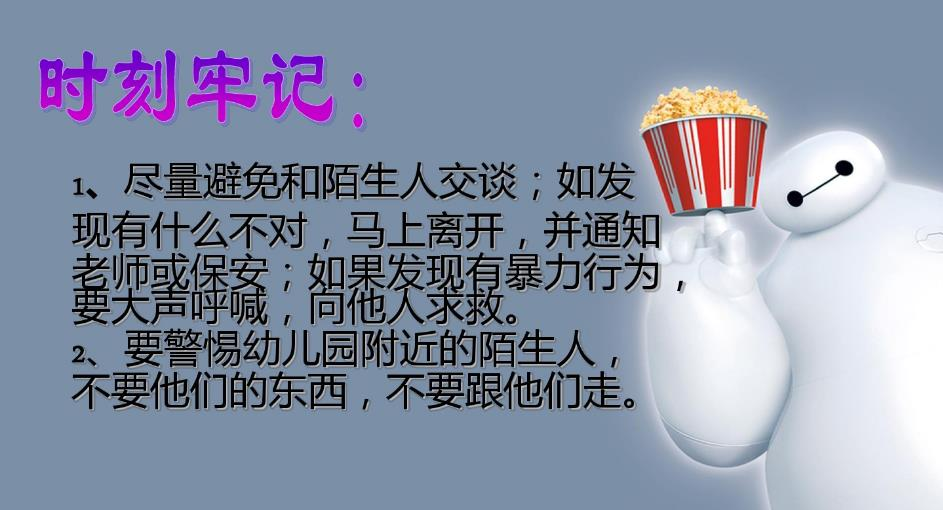 时刻牢记：
1、尽量避免和陌生人交谈；如发
现有什么不对，马上离开，并通知
老师或保安；如果发现有暴力行为，
要大声呼喊，向他人求救。
2、要警惕幼儿园附近的陌生人，
不要他们的东西，不要跟他们走。